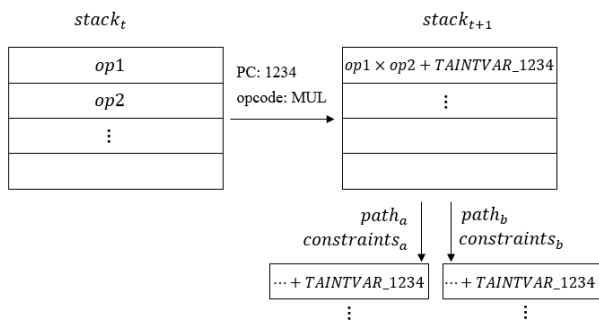 stack_t
stack_{t+1}
op1
op2
⋮
PC: 1234
opcode: MUL
op1 × op2 + TAINTVAR_1234
⋮
path_a
constraints_a
path_b
constraints_b
⋯ + TAINTVAR_1234
⋯ + TAINTVAR_1234
⋮
⋮